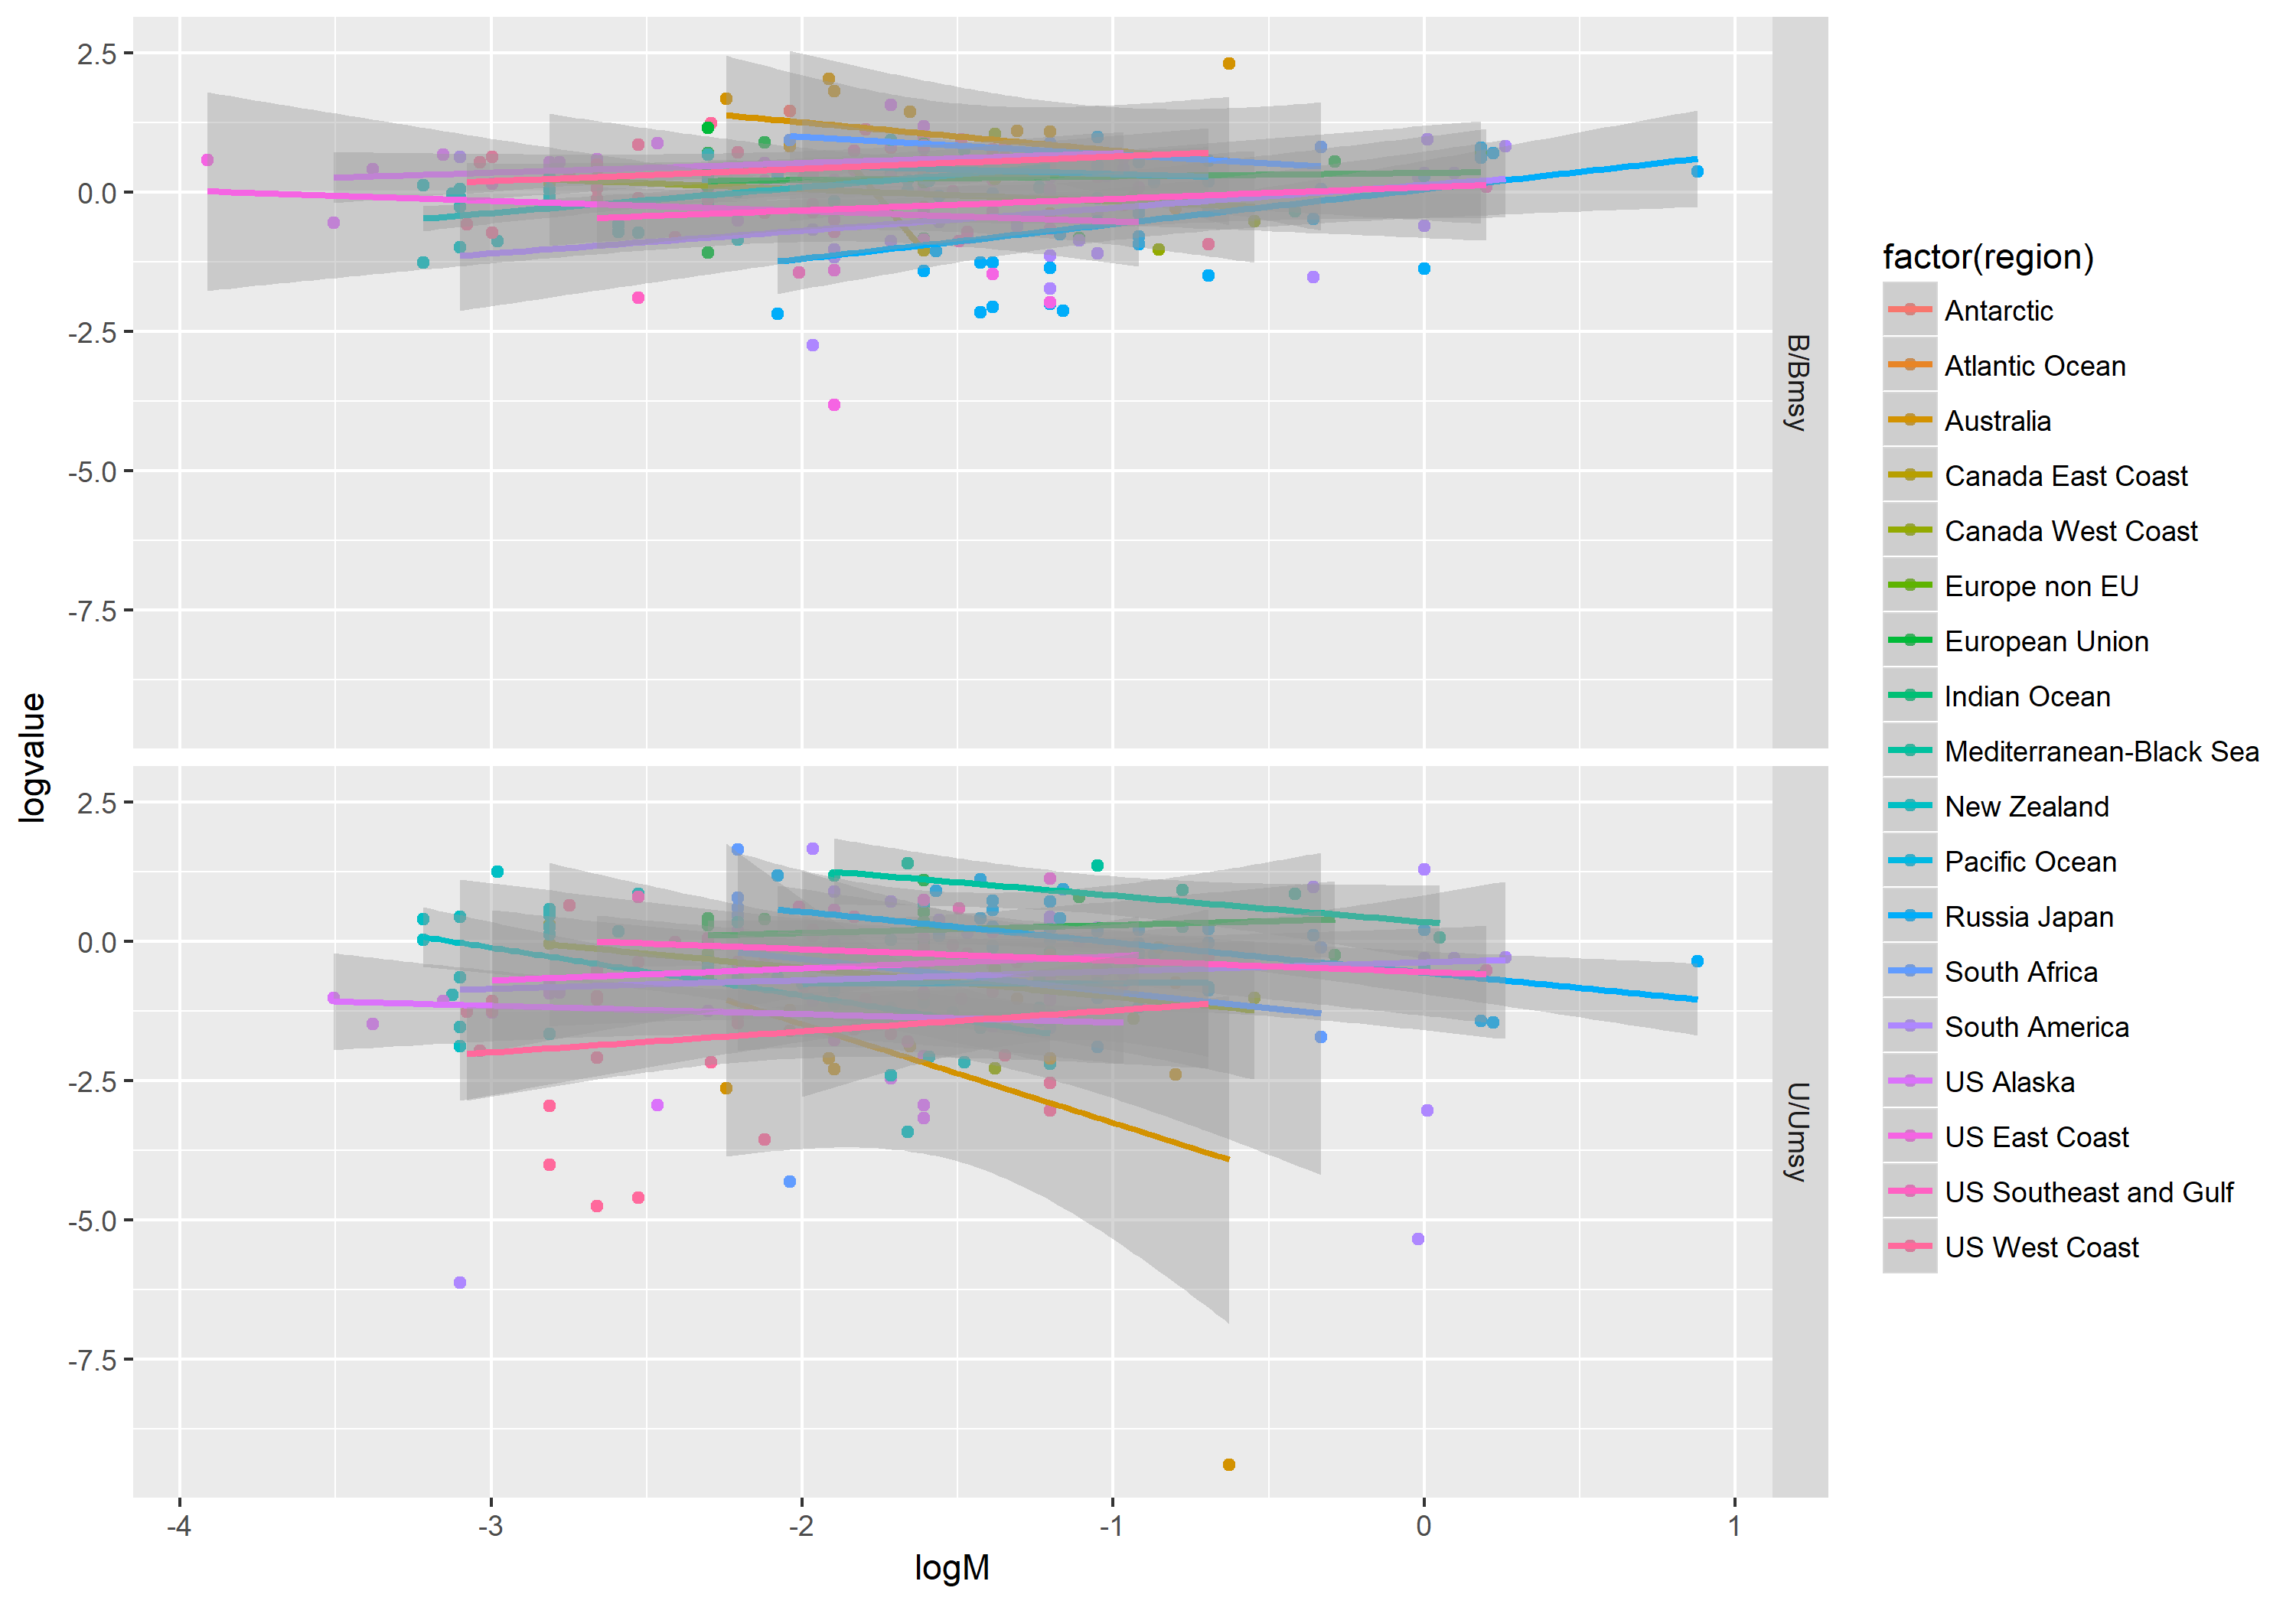 2.5
0.0
-2.5
-5.0
-7.5
B/Bmsy
2.5
0.0
-2.5
-5.0
-7.5
U/Umsy
logvalue
-4
-3
-2
-1
0
1
logM
factor(region)
Antarctic
Atlantic Ocean
Australia
Canada East Coast
Canada West Coast
Europe non EU
European Union
Indian Ocean
Mediterranean-Black Sea
New Zealand
Pacific Ocean
Russia Japan
South Africa
South America
US Alaska
US East Coast
US Southeast and Gulf
US West Coast